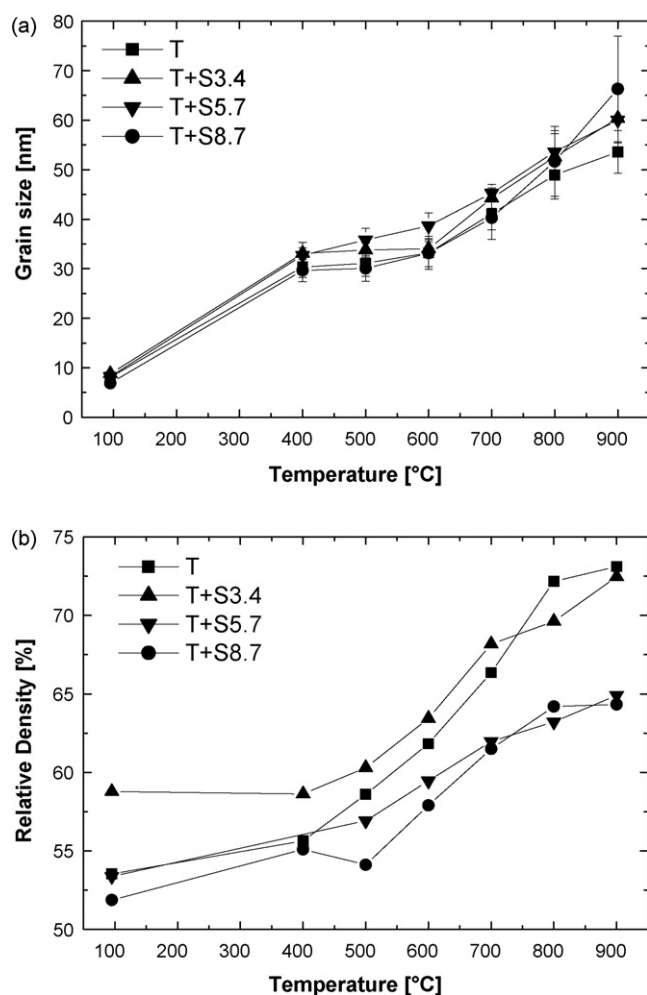 (a)
80
70
60
50
40
30
20
10
0
Grain size [nm]
T
T+S3.4
T+S5.7
T+S8.7
100 200 300 400 500 600 700 800 900
Temperature [°C]
(b)
75
70
65
60
55
50
Relative Density [%]
T
T+S3.4
T+S5.7
T+S8.7
100 200 300 400 500 600 700 800 900
Temperature [°C]